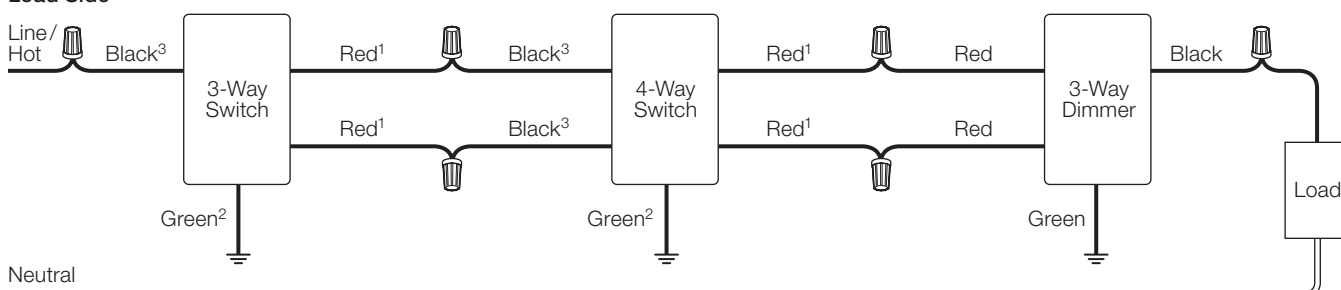 Load Side
Line/
Hot
Black³
Red¹
Black³
Red¹
Red
Black
3-Way
Switch
4-Way
Switch
3-Way
Dimmer
Red¹
Black³
Red¹
Red
Load
Green²
Green²
Green
Neutral